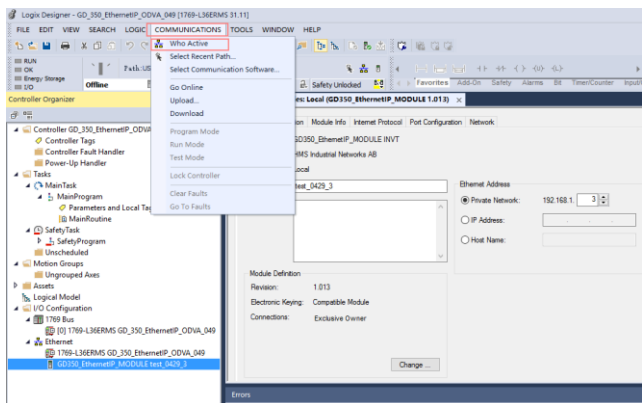 Logix Designer - GD_350_EthernetIP_ODVA_049 [1769-L36ERMS 31.11]
FILE EDIT VIEW SEARCH LOGIC COMMUNICATIONS TOOLS WINDOW HELP
Who Active
Select Recent Path...
Select Communication Software...
Go Online
Upload...
Download
Program Mode
Run Mode
Test Mode
Lock Controller
Clear Faults
Go To Faults
RUN
OK
Energy Storage
I/O
Offline
Path: US
Safety Unlocked
Favorites Add-On Safety Alarms Bit Timer/Counter
Controller Organizer
es: Local (GD350_EthernetIP_MODULE 1.013)
Module Info Internet Protocol Port Configuration Network
Controller GD_350_EthernetIP_ODVA
Controller Tags
Controller Fault Handler
Power-Up Handler
Tasks
MainTask
MainProgram
Parameters and Local Tag
MainRoutine
SafetyTask
SafetyProgram
Unscheduled
Motion Groups
Ungrouped Axes
Assets
Logical Model
I/O Configuration
1769 Bus
[0] 1769-L36ERMS GD_350_EthernetIP_ODVA_049
Ethernet
1769-L36ERMS GD_350_EthernetIP_ODVA_049
GD350_EthernetIP_MODULE test_0429_3
GD350_EthernetIP_MODULE INVT
HMS Industrial Networks AB
Local
test_0429_3
Ethernet Address
Private Network: 192.168.1. 3
IP Address:
Host Name:
Module Definition
Revision: 1.013
Electronic Keying: Compatible Module
Connections: Exclusive Owner
Change ...
Errors